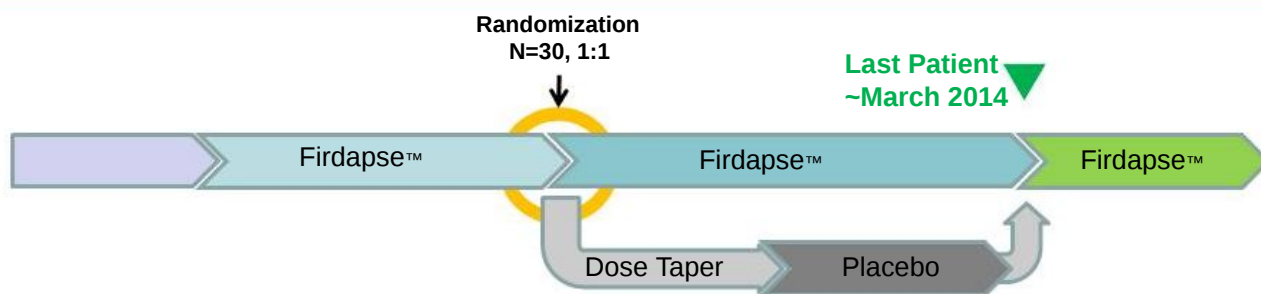 Randomization
N=30, 1:1
Last Patient
~March 2014
Firdapse™
Firdapse™
Firdapse™
Dose Taper
Placebo